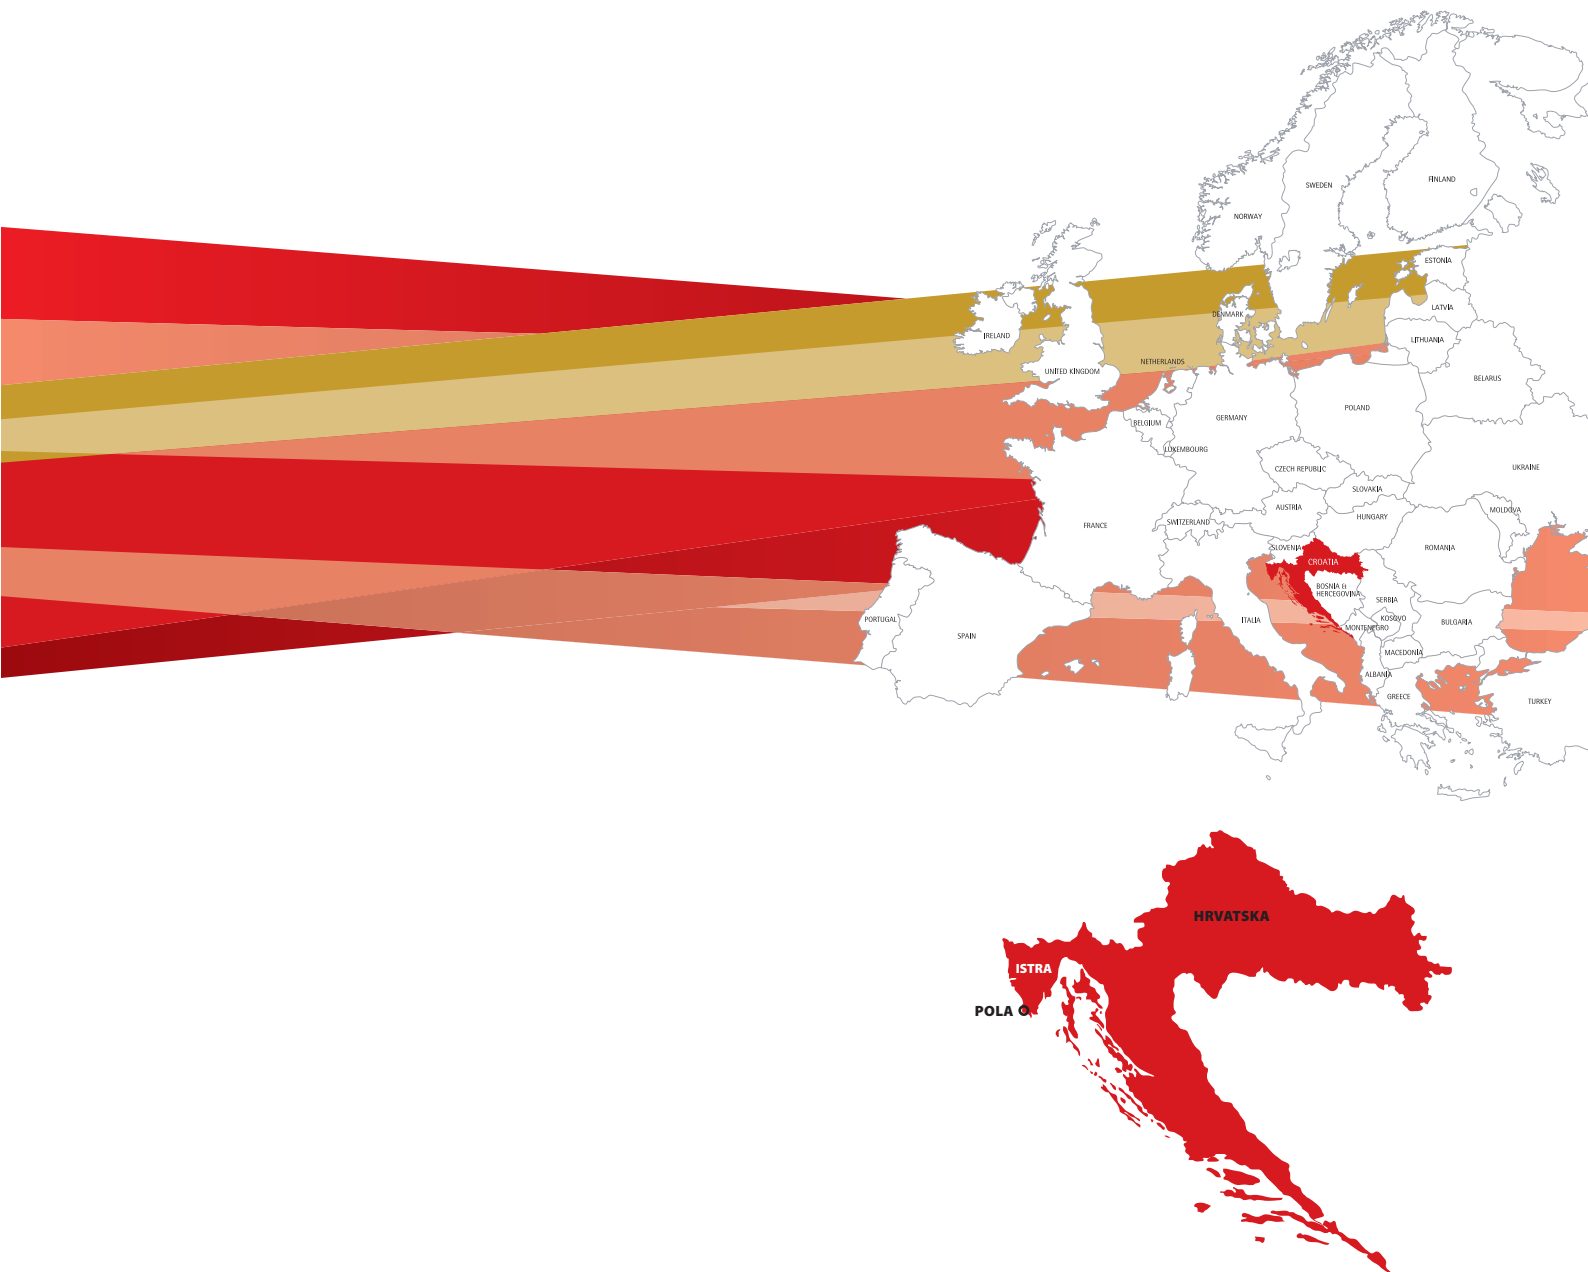 FINLAND
SWEDEN
NORWAY
ESTONIA
LATVIA
DENMARK
IRELAND
LITHUANIA
NETHERLANDS
UNITED KINGDOM
BELARUS
POLAND
GERMANY
BELGIUM
LUXEMBOURG
CZECH REPUBLIC
UKRAINE
SLOVAKIA
AUSTRIA
MOLDOVA
HUNGARY
SWITZERLAND
FRANCE
SLOVENIA
ROMANIA
CROATIA
BOSNIA &
HERCEGOVINA
SERBIA
PORTUGAL
ITALIA
KOSOVO
BULGARIA
MONTENEGRO
SPAIN
MACEDONIA
ALBANIA
GREECE
TURKEY
HRVATSKA
ISTRA
POLA